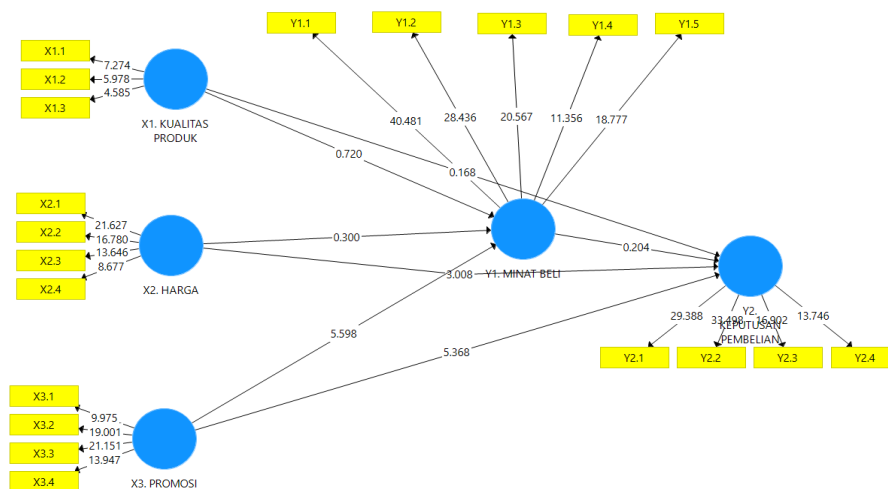 Y1.1
Y1.2
Y1.3
Y1.4
Y1.5
X1.1
X1.2
X1.3
7.274
5.978
4.585
X1. KUALITAS
PRODUK
40.481
28.436
20.567
11.356
18.777
0.720
0.168
X2.1
X2.2
X2.3
X2.4
21.627
16.780
13.646
8.677
X2. HARGA
0.300
3.008
Y1. MINAT BELI
0.204
5.598
5.368
29.388
33.498
16.902
13.746
Y2.
KEPUTUSAN
PEMBELIAN
Y2.1
Y2.2
Y2.3
Y2.4
X3.1
X3.2
X3.3
X3.4
9.975
19.001
21.151
13.947
X3. PROMOSI